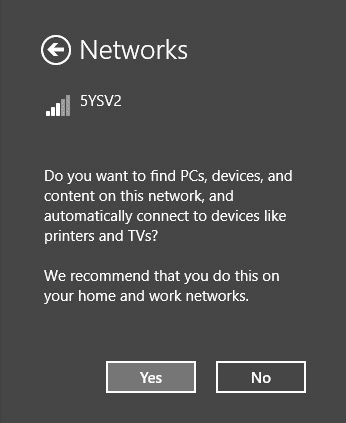 Networks
5YSV2
Do you want to find PCs, devices, and
content on this network, and
automatically connect to devices like
printers and TVs?
We recommend that you do this on
your home and work networks.
Yes
No